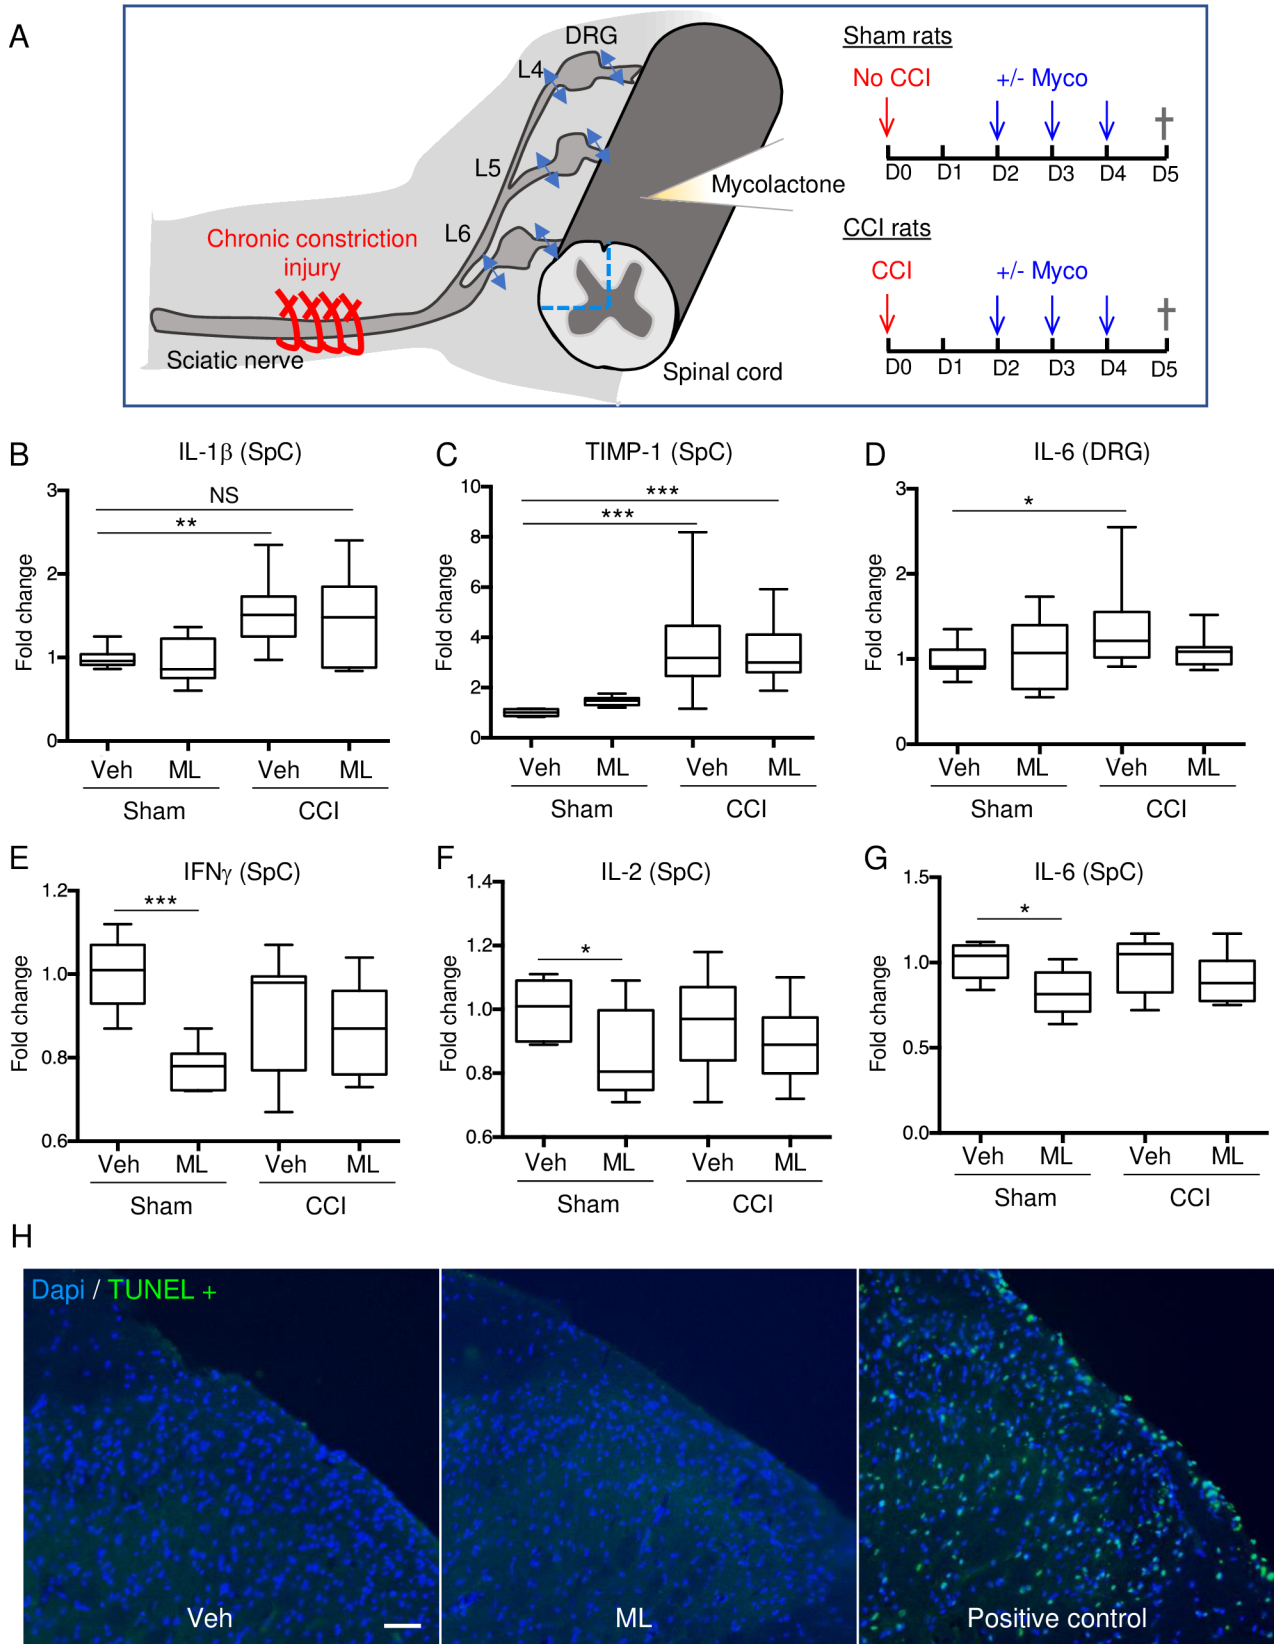 A
DRG
L4
L5
L6
Chronic constriction
injury
Sciatic nerve
Mycolactone
Spinal cord
Sham rats
No CCI
+/- Myco
D0 D1 D2 D3 D4 D5
CCI rats
CCI
+/- Myco
D0 D1 D2 D3 D4 D5
B
IL-1β (SpC)
NS
**
Fold change
3
2
1
0
Veh ML Veh ML
Sham CCI
C
TIMP-1 (SpC)
***
***
Fold change
10
8
6
4
2
0
Veh ML Veh ML
Sham CCI
D
IL-6 (DRG)
*
Fold change
3
2
1
0
Veh ML Veh ML
Sham CCI
E
IFNγ (SpC)
***
Fold change
1.2
1.0
0.8
0.6
Veh ML Veh ML
Sham CCI
F
IL-2 (SpC)
*
Fold change
1.4
1.2
1.0
0.8
0.6
Veh ML Veh ML
Sham CCI
G
IL-6 (SpC)
*
Fold change
1.5
1.0
0.5
0.0
Veh ML Veh ML
Sham CCI
H
Dapi / TUNEL +
Veh
ML
Positive control